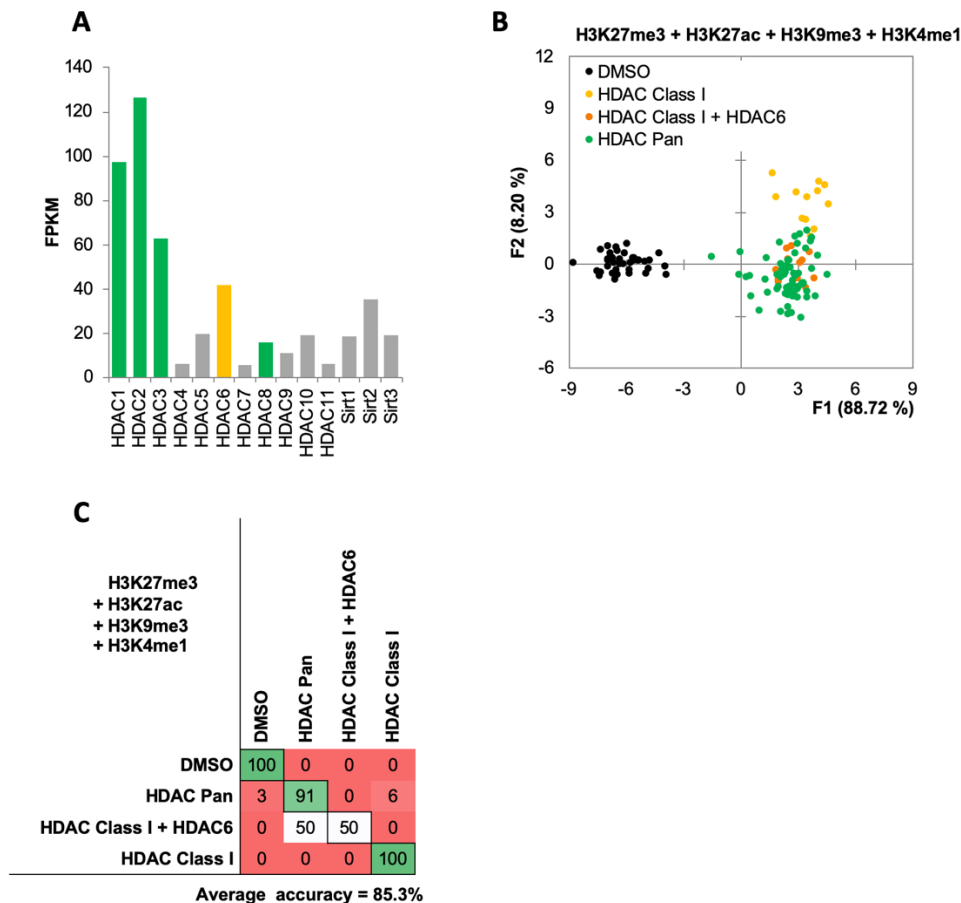 A
140
120
100
80
60
40
20
0
FPKM
HDAC1
HDAC2
HDAC3
HDAC4
HDAC5
HDAC6
HDAC7
HDAC8
HDAC9
HDAC10
HDAC11
Sirt1
Sirt2
Sirt3
B
H3K27me3 + H3K27ac + H3K9me3 + H3K4me1
DMSO
HDAC Class I
HDAC Class I + HDAC6
HDAC Pan
12
9
6
3
0
-3
-6
F2 (8.20 %)
-9 -6 -3 0 3 6 9
F1 (88.72 %)
C
H3K27me3
+ H3K27ac
+ H3K9me3
+ H3K4me1
DMSO
HDAC Pan
HDAC Class I + HDAC6
HDAC Class I
DMSO 100 0 0 0
HDAC Pan 3 91 0 6
HDAC Class I + HDAC6 0 50 50 0
HDAC Class I 0 0 0 100
Average accuracy = 85.3%